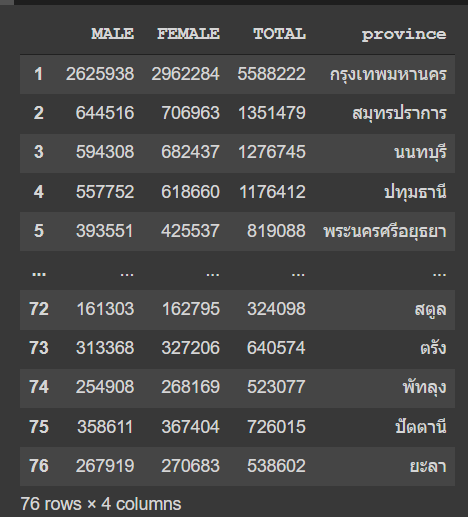 MALE FEMALE TOTAL province
1 2625938 2962284 5588222 กรุงเทพมหานคร
2 644516 706963 1351479 สมุทรปราการ
3 594308 682437 1276745 นนทบุรี
4 557752 618660 1176412 ปทุมธานี
5 393551 425537 819088 พระนครศรีอยุธยา
... ... ... ... ...
72 161303 162795 324098 สตูล
73 313368 327206 640574 ตรัง
74 254908 268169 523077 พัทลุง
75 358611 367404 726015 ปัตตานี
76 267919 270683 538602 ยะลา
76 rows × 4 columns